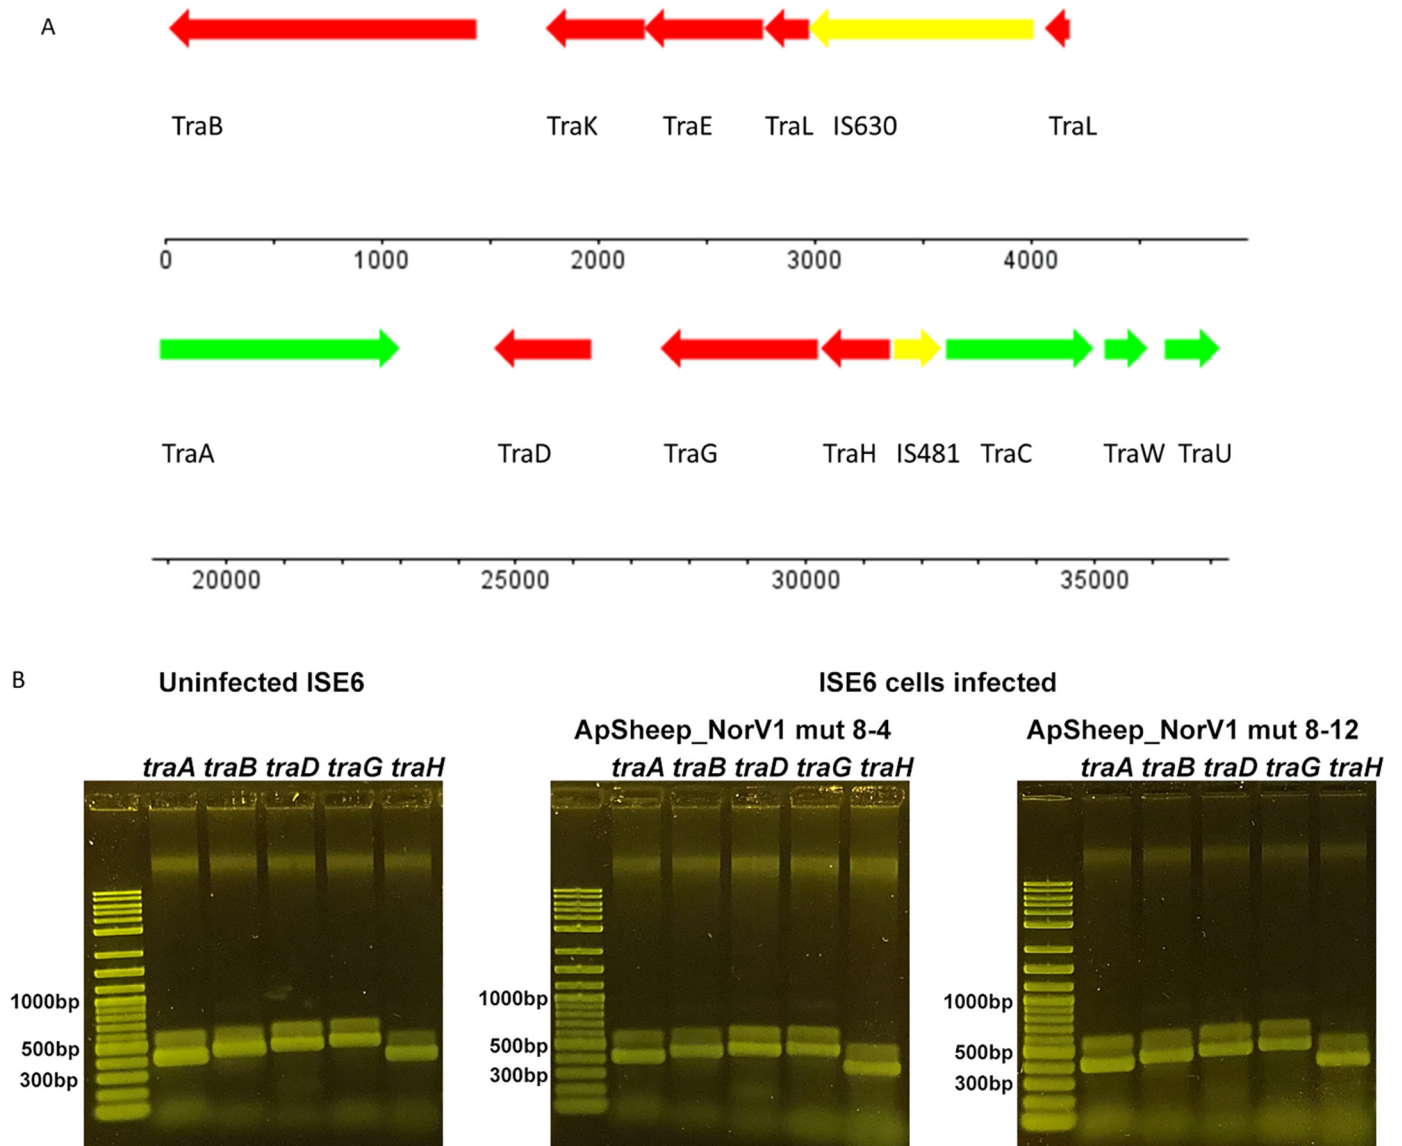 A
TraB TraK TraE TraL IS630 TraL
0 1000 2000 3000 4000
TraA TraD TraG TraH IS481 TraC TraW TraU
20000 25000 30000 35000
B
Uninfected ISE6 ISE6 cells infected
ApSheep_NorV1 mut 8-4 ApSheep_NorV1 mut 8-12
traA traB traD traG traH traA traB traD traG traH traA traB traD traG traH
1000bp 1000bp 1000bp
500bp 500bp 500bp
300bp 300bp 300bp